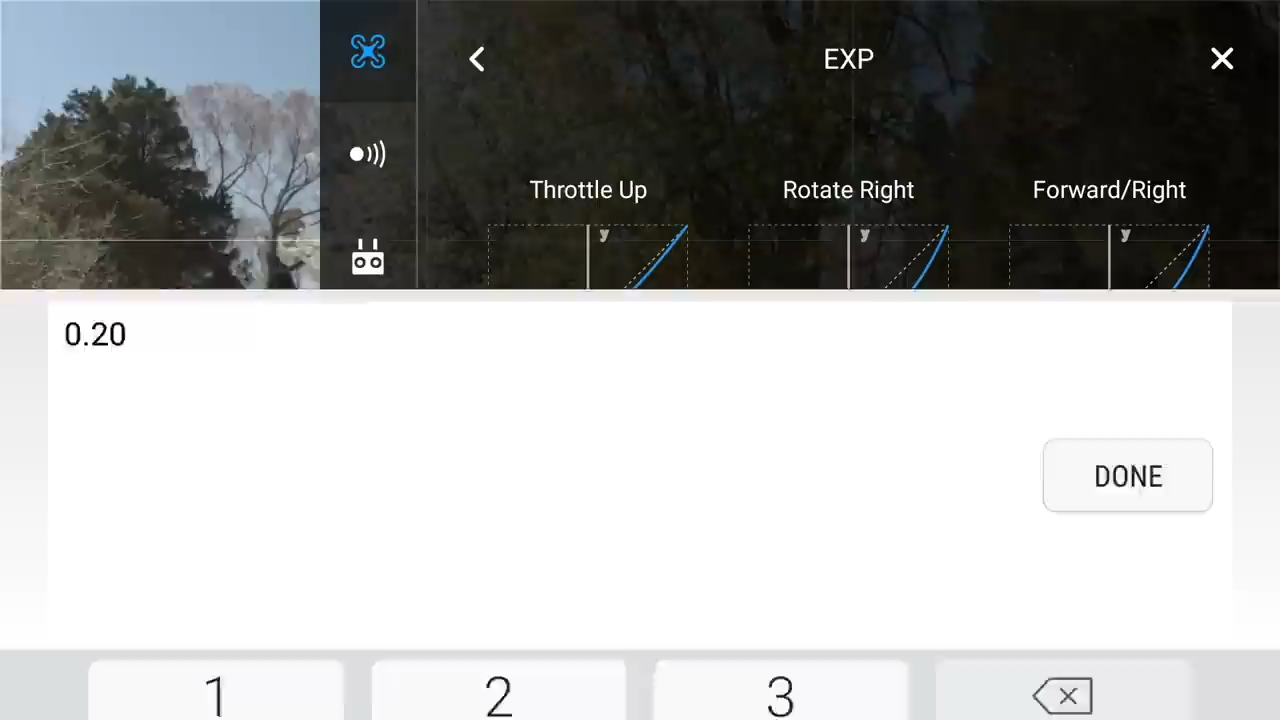 EXP
Throttle Up
Rotate Right
Forward/Right
y
y
y
0.20
DONE
1
2
3